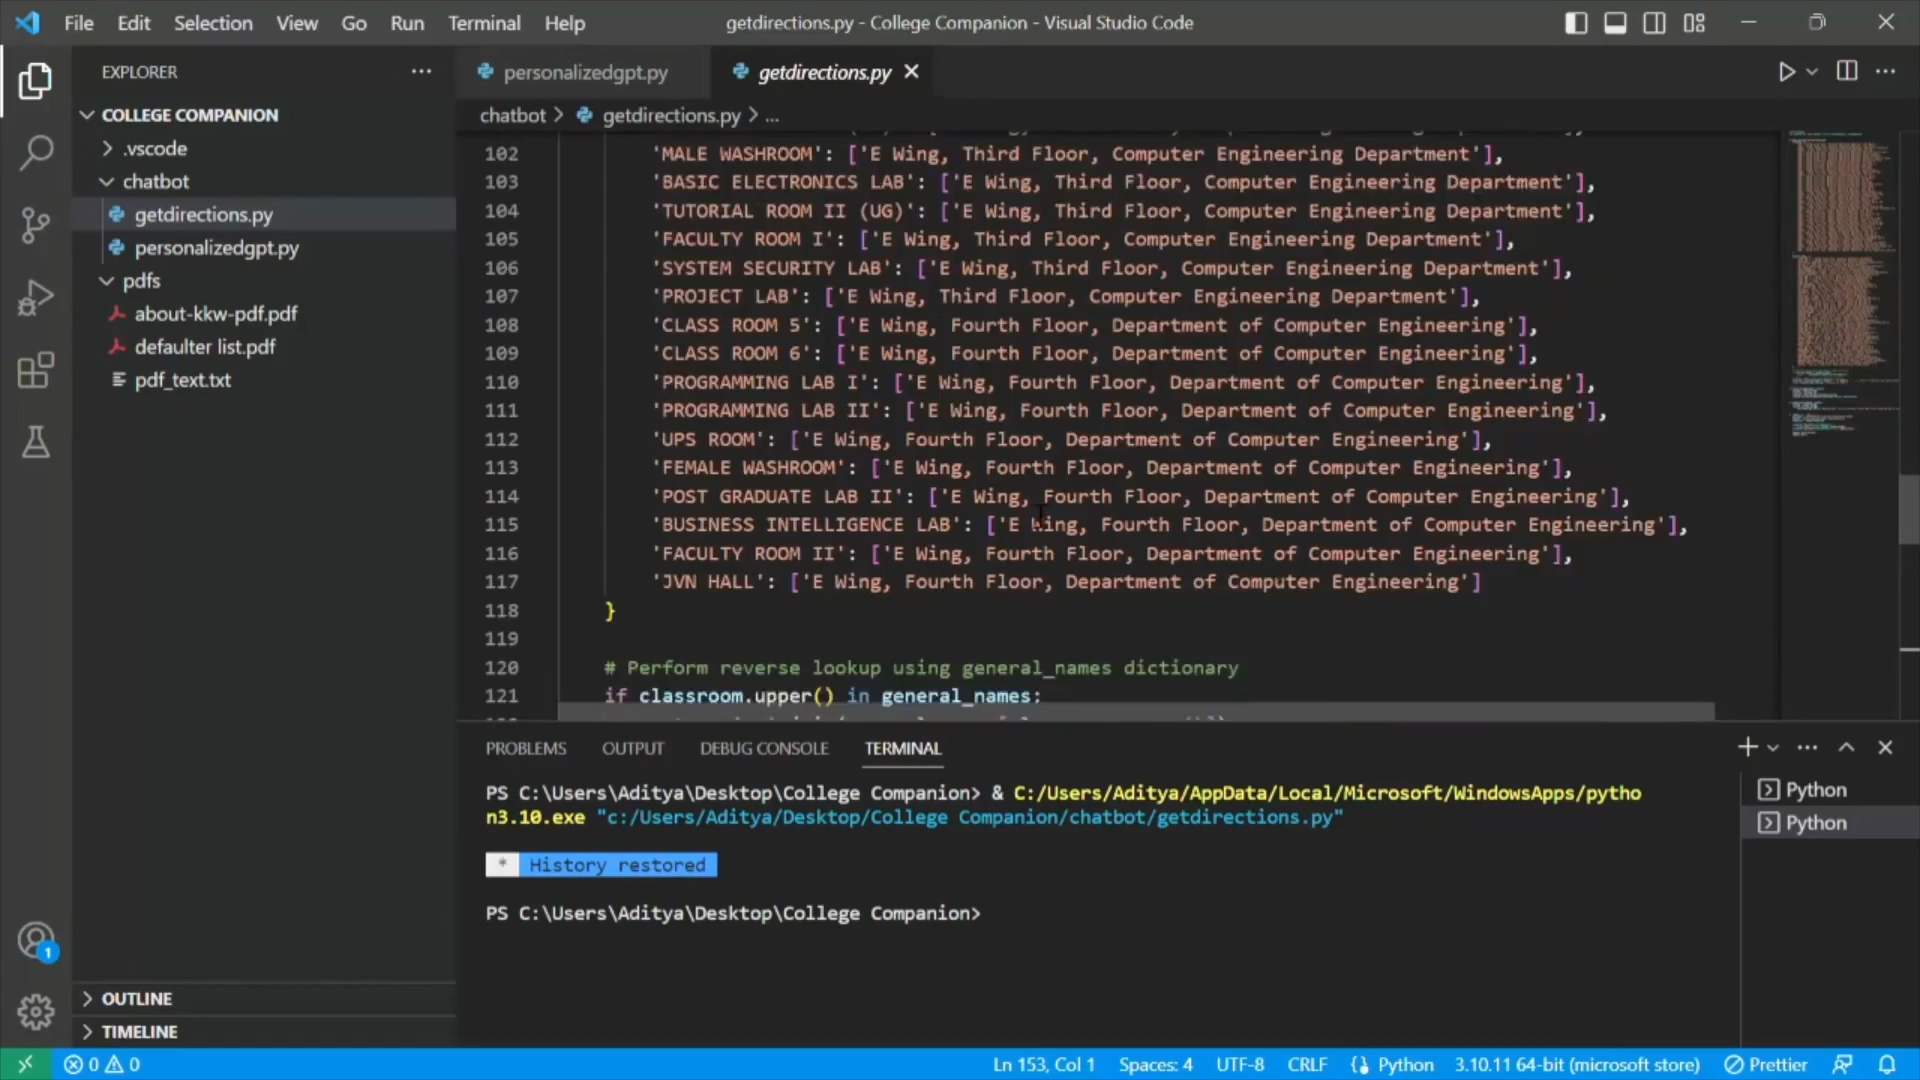 File Edit Selection View Go Run Terminal Help getdirections.py - College Companion - Visual Studio Code
EXPLORER
COLLEGE COMPANION
.vscode
chatbot
getdirections.py
personalizedgpt.py
pdfs
about-kkw-pdf.pdf
defaulter list.pdf
pdf_text.txt
OUTLINE
TIMELINE
personalizedgpt.py getdirections.py
chatbot > getdirections.py > ...
102 'MALE WASHROOM': ['E Wing, Third Floor, Computer Engineering Department'],
103 'BASIC ELECTRONICS LAB': ['E Wing, Third Floor, Computer Engineering Department'],
104 'TUTORIAL ROOM II (UG)': ['E Wing, Third Floor, Computer Engineering Department'],
105 'FACULTY ROOM I': ['E Wing, Third Floor, Computer Engineering Department'],
106 'SYSTEM SECURITY LAB': ['E Wing, Third Floor, Computer Engineering Department'],
107 'PROJECT LAB': ['E Wing, Third Floor, Computer Engineering Department'],
108 'CLASS ROOM 5': ['E Wing, Fourth Floor, Department of Computer Engineering'],
109 'CLASS ROOM 6': ['E Wing, Fourth Floor, Department of Computer Engineering'],
110 'PROGRAMMING LAB I': ['E Wing, Fourth Floor, Department of Computer Engineering'],
111 'PROGRAMMING LAB II': ['E Wing, Fourth Floor, Department of Computer Engineering'],
112 'UPS ROOM': ['E Wing, Fourth Floor, Department of Computer Engineering'],
113 'FEMALE WASHROOM': ['E Wing, Fourth Floor, Department of Computer Engineering'],
114 'POST GRADUATE LAB II': ['E Wing, Fourth Floor, Department of Computer Engineering'],
115 'BUSINESS INTELLIGENCE LAB': ['E Wing, Fourth Floor, Department of Computer Engineering'],
116 'FACULTY ROOM II': ['E Wing, Fourth Floor, Department of Computer Engineering'],
117 'JVN HALL': ['E Wing, Fourth Floor, Department of Computer Engineering']
118 }
119
120 # Perform reverse lookup using general_names dictionary
121 if classroom.upper() in general_names:
PROBLEMS OUTPUT DEBUG CONSOLE TERMINAL
PS C:\Users\Aditya\Desktop\College Companion> & C:/Users/Aditya/AppData/Local/Microsoft/WindowsApps/pytho
n3.10.exe "c:/Users/Aditya/Desktop/College Companion/chatbot/getdirections.py"
* History restored
PS C:\Users\Aditya\Desktop\College Companion>
Python
Python
1
0 0 Ln 153, Col 1 Spaces: 4 UTF-8 CRLF Python 3.10.11 64-bit (microsoft store) Prettier